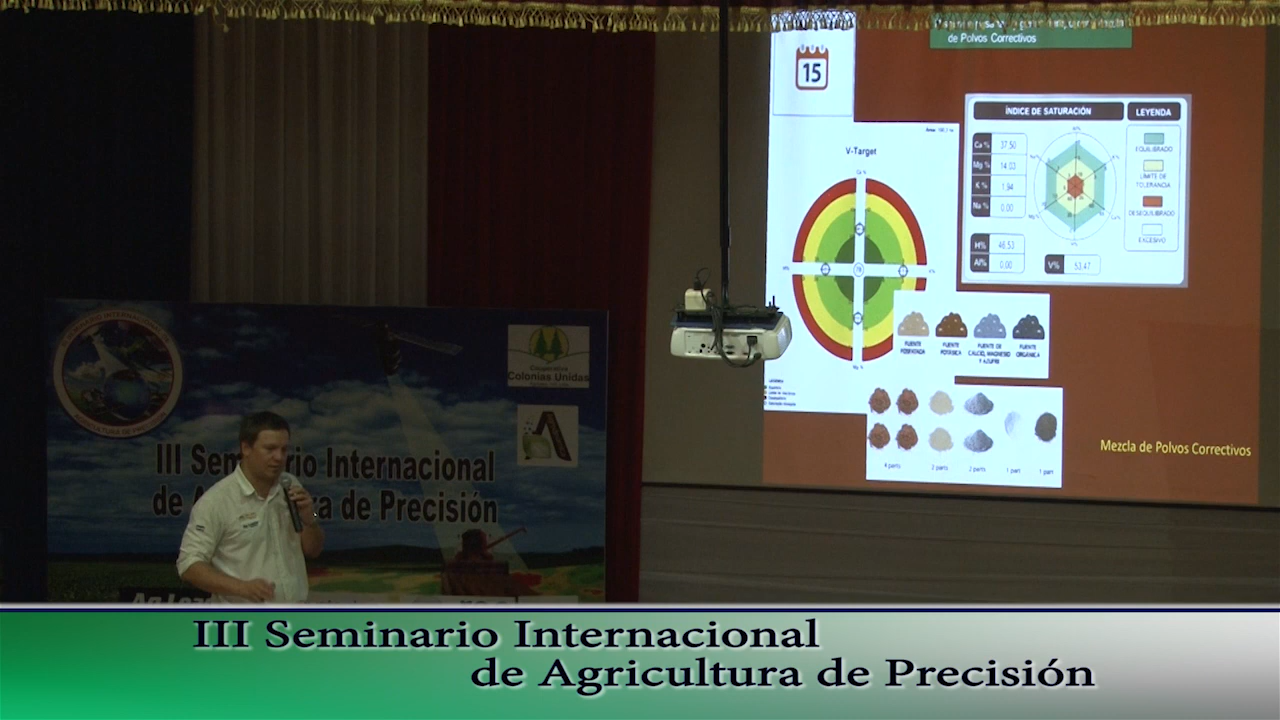 de Polvos Correctivos
15
V-Target
ÍNDICE DE SATURACIÓN
LEYENDA
Ca % 37,50
Mg % 14,03
K % 1,94
Na % 0,00
H% 46,53
Al% 0,00
V% 53,47
EQUILIBRADO
LÍMITE DE
TOLERANCIA
DESEQUILIBRADO
EXCESIVO
FUENTE
FOSFATADA
FUENTE
POTÁSICA
FUENTE DE
CALCIO, MAGNESIO
Y AZUFRE
FUENTE
ORGÁNICA
4 parts
2 parts
2 parts
1 part
1 part
Mezcla de Polvos Correctivos
Cooperativa
Colonias Unidas
III Internacional
de de Precisión
III Seminario Internacional
de Agricultura de Precisión